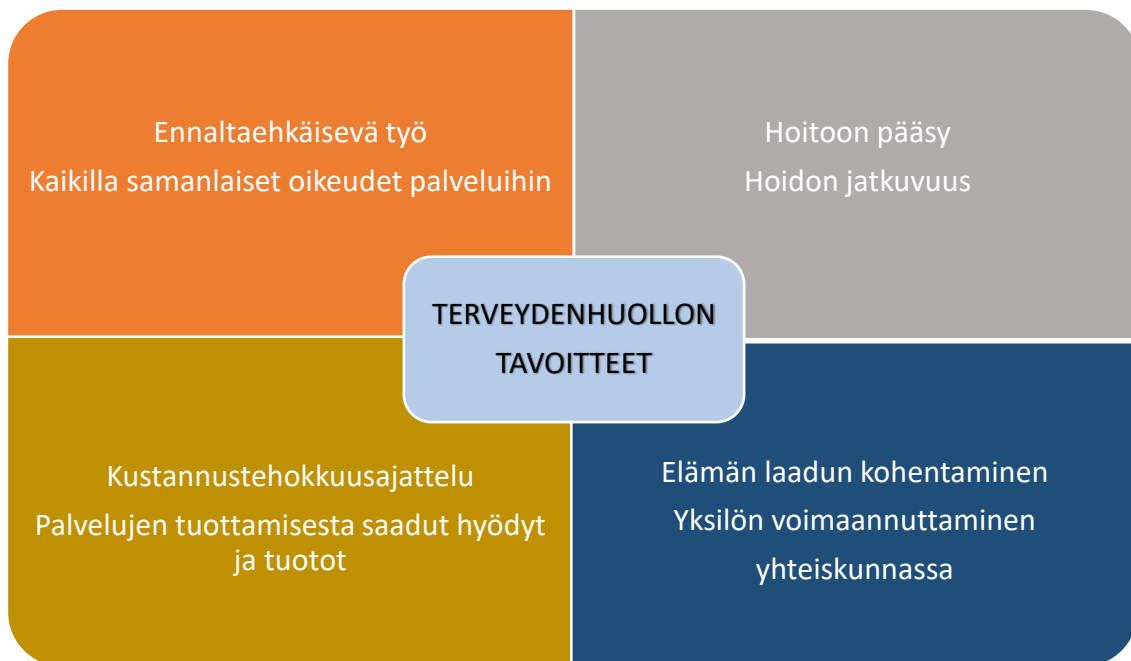 Ennaltaehkäisevä työ
Kaikilla samanlaiset oikeudet palveluihin
Hoitoon pääsy
Hoidon jatkuvuus
TERVEYDENHUOLLON
TAVOITTEET
Kustannustehokkuusajattelu
Palvelujen tuottamisesta saadut hyödyt
ja tuotot
Elämän laadun kohentaminen
Yksilön voimaannuttaminen
yhteiskunnassa